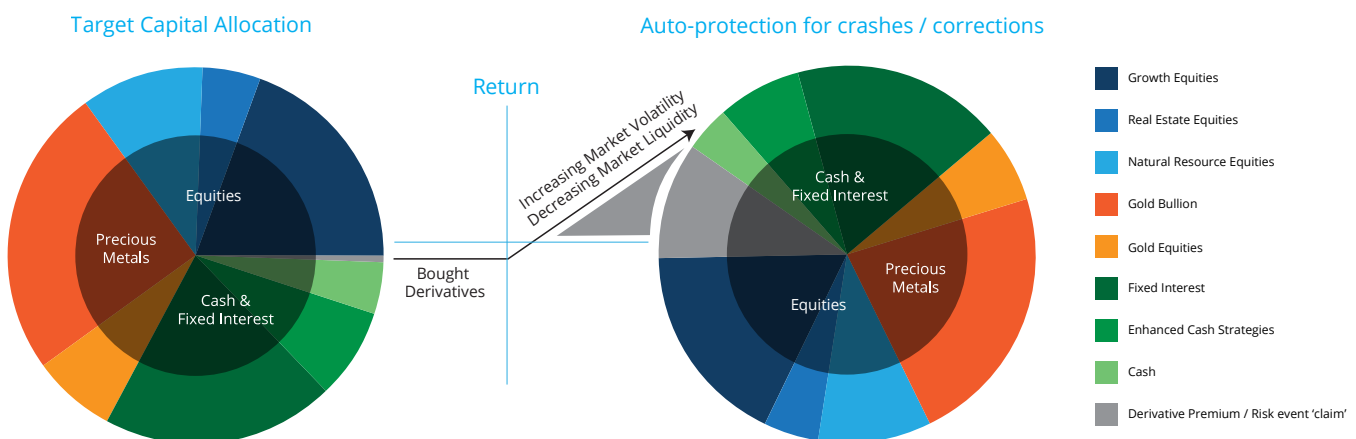 Target Capital Allocation
Auto-protection for crashes / corrections
Equities
Precious
Metals
Cash &
Fixed Interest
Return
Bought
Derivatives
Increasing Market Volatility
Decreasing Market Liquidity
Cash &
Fixed Interest
Precious
Metals
Equities
Growth Equities
Real Estate Equities
Natural Resource Equities
Gold Bullion
Gold Equities
Fixed Interest
Enhanced Cash Strategies
Cash
Derivative Premium / Risk event ‘claim’